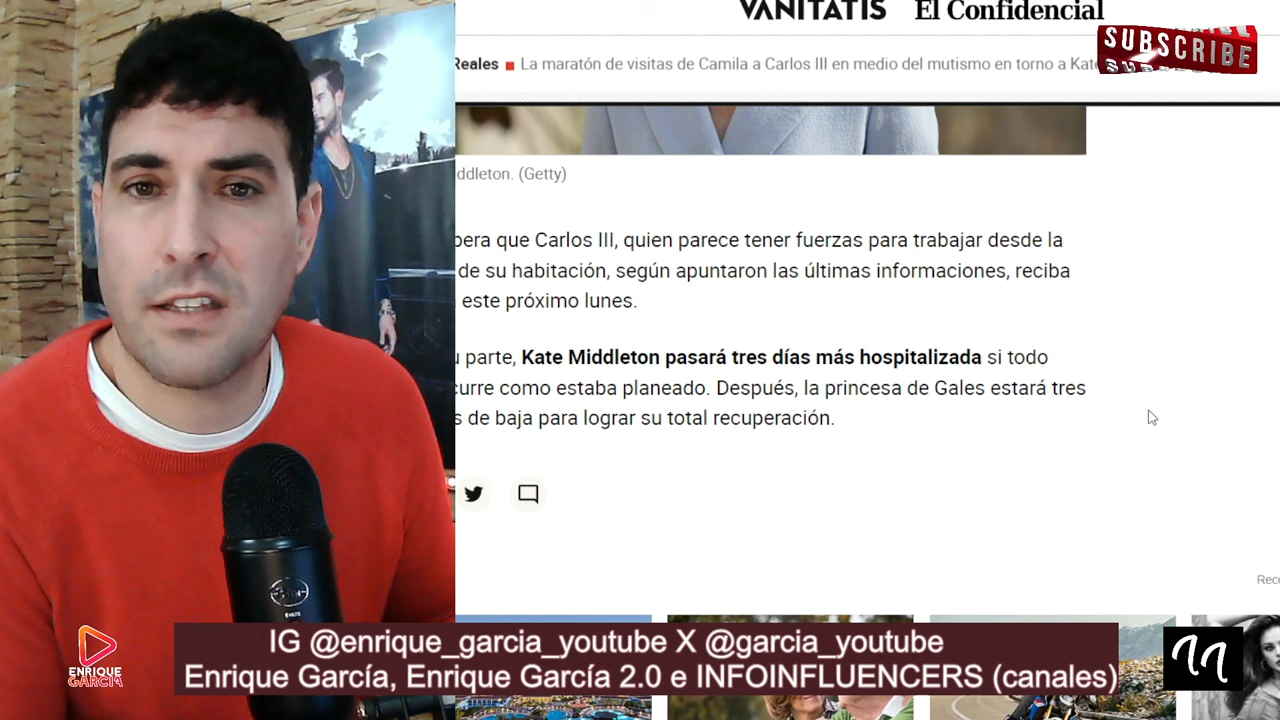 VANITATIS El Confidencial
SUBSCRIBE
Reales ■ La maratón de visitas de Camila a Carlos III en medio del mutismo en torno a Kate
ddleton. (Getty)
pera que Carlos III, quien parece tener fuerzas para trabajar desde la
de su habitación, según apuntaron las últimas informaciones, reciba
este próximo lunes.
u parte, Kate Middleton pasará tres días más hospitalizada si todo
curre como estaba planeado. Después, la princesa de Gales estará tres
s de baja para lograr su total recuperación.
Reco
IG @enrique_garcia_youtube X @garcia_youtube
Enrique García, Enrique García 2.0 e INFOINFLUENCERS (canales)
ENRIQUE
GARCÍA